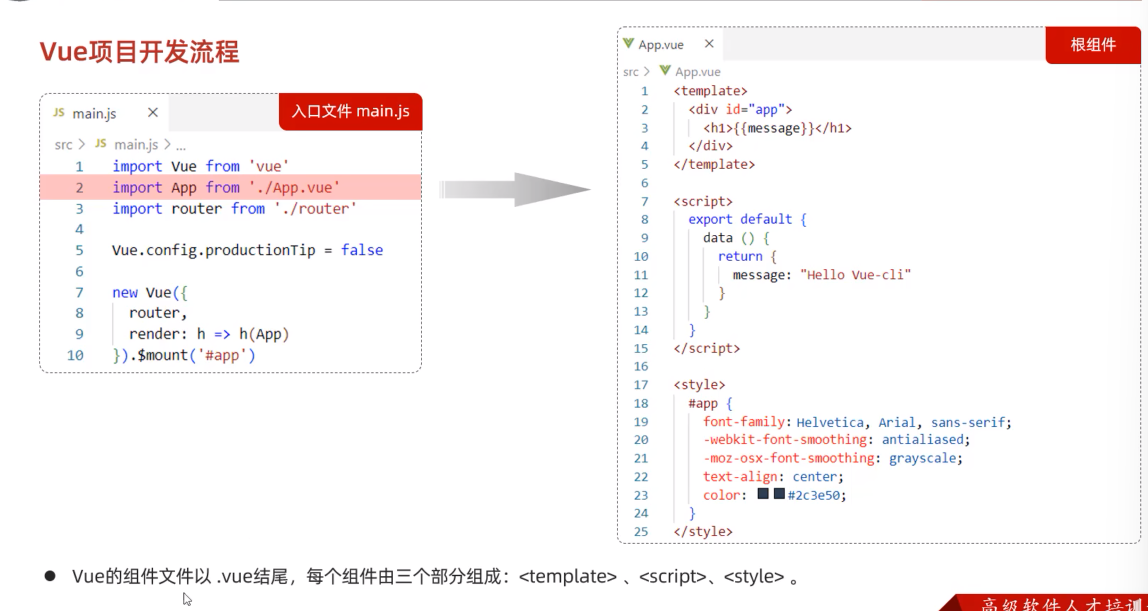 Vue项目开发流程
JS main.js ×
入口文件 main.js
src > JS main.js > ...
1 import Vue from 'vue'
2 import App from './App.vue'
3 import router from './router'
4
5 Vue.config.productionTip = false
6
7 new Vue({
8 router,
9 render: h => h(App)
10 }).$mount('#app')
App.vue ×
根组件
src > App.vue
1 <template>
2 <div id="app">
3 <h1>{{message}}</h1>
4 </div>
5 </template>
6
7 <script>
8 export default {
9 data () {
10 return {
11 message: "Hello Vue-cli"
12 }
13 }
14 }
15 </script>
16
17 <style>
18 #app {
19 font-family: Helvetica, Arial, sans-serif;
20 -webkit-font-smoothing: antialiased;
21 -moz-osx-font-smoothing: grayscale;
22 text-align: center;
23 color: #2c3e50;
24 }
25 </style>
● Vue的组件文件以 .vue结尾，每个组件由三个部分组成：<template> 、<script>、<style> 。
高级软件人才培训